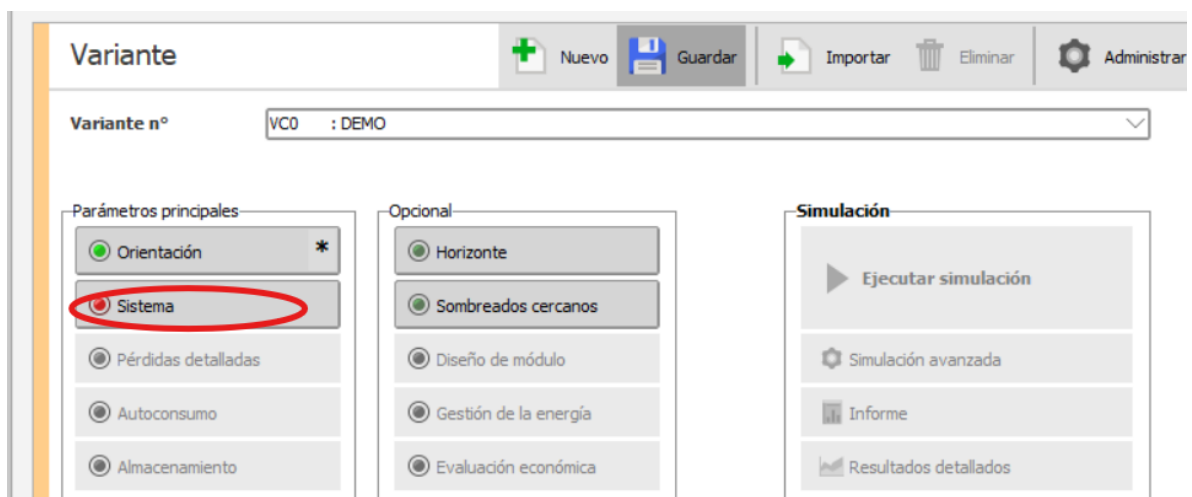 Variante
Nuevo
Guardar
Importar
Eliminar
Administrar
Variante n°
VC0 : DEMO
Parámetros principales
Orientación *
Sistema
Pérdidas detalladas
Autoconsumo
Almacenamiento
Opcional
Horizonte
Sombreados cercanos
Diseño de módulo
Gestión de la energía
Evaluación económica
Simulación
Ejecutar simulación
Simulación avanzada
Informe
Resultados detallados